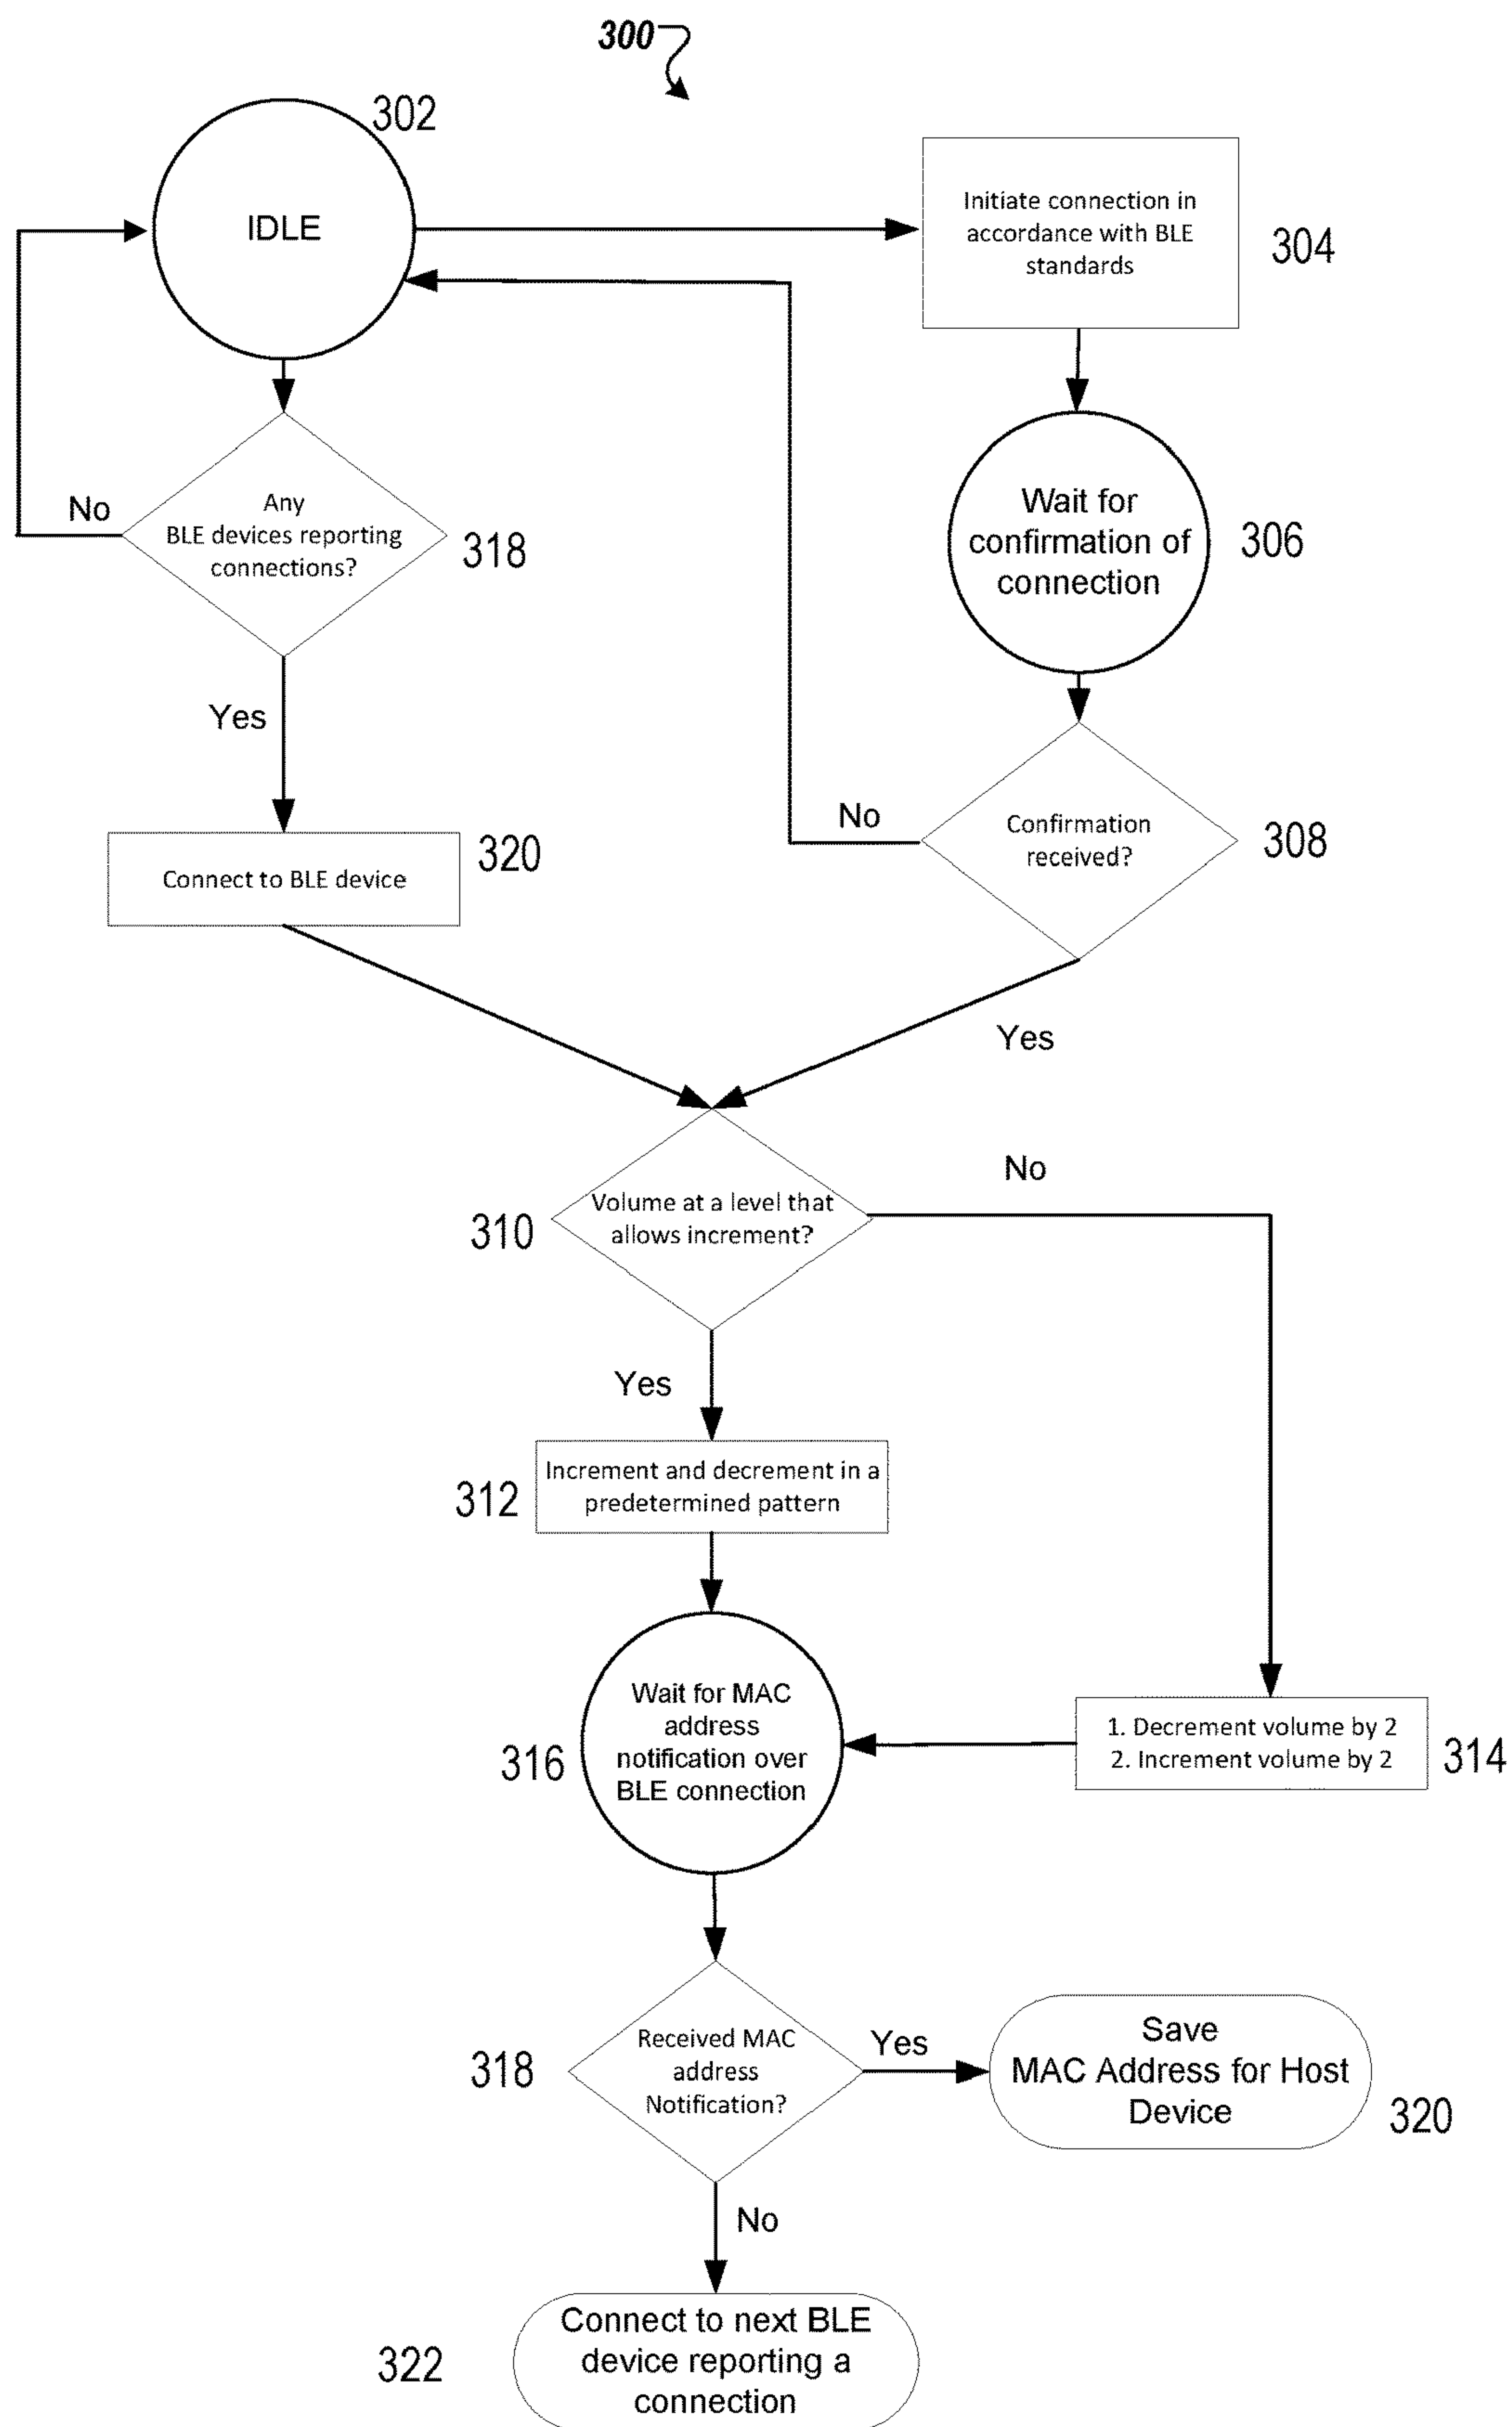 300
302
IDLE
Initiate connection in
accordance with BLE
standards
304
Any
BLE devices reporting
connections?
No
318
Wait for
confirmation of
connection
306
Yes
Connect to BLE device
320
No
Confirmation
received?
308
Yes
Volume at a level that
allows increment?
310
No
Yes
Increment and decrement in a
predetermined pattern
312
Wait for MAC
address
notification over
BLE connection
316
1. Decrement volume by 2
2. Increment volume by 2
314
Received MAC
address
Notification?
318
Yes
Save
MAC Address for Host
Device
320
No
Connect to next BLE
device reporting a
connection
322